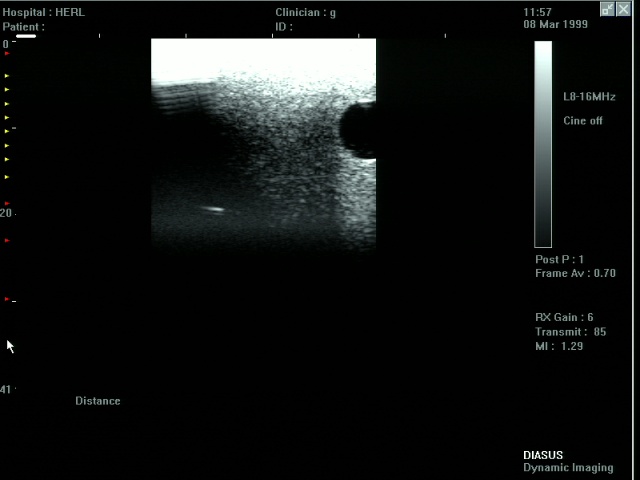 Hospital : HERL
Clinician : g
11:57
Patient :
ID :
08 Mar 1999
0
L8-16MHz
Cine off
20
Post P : 1
Frame Av : 0.70
RX Gain : 6
Transmit : 85
MI : 1.29
41
Distance
DIASUS
Dynamic Imaging